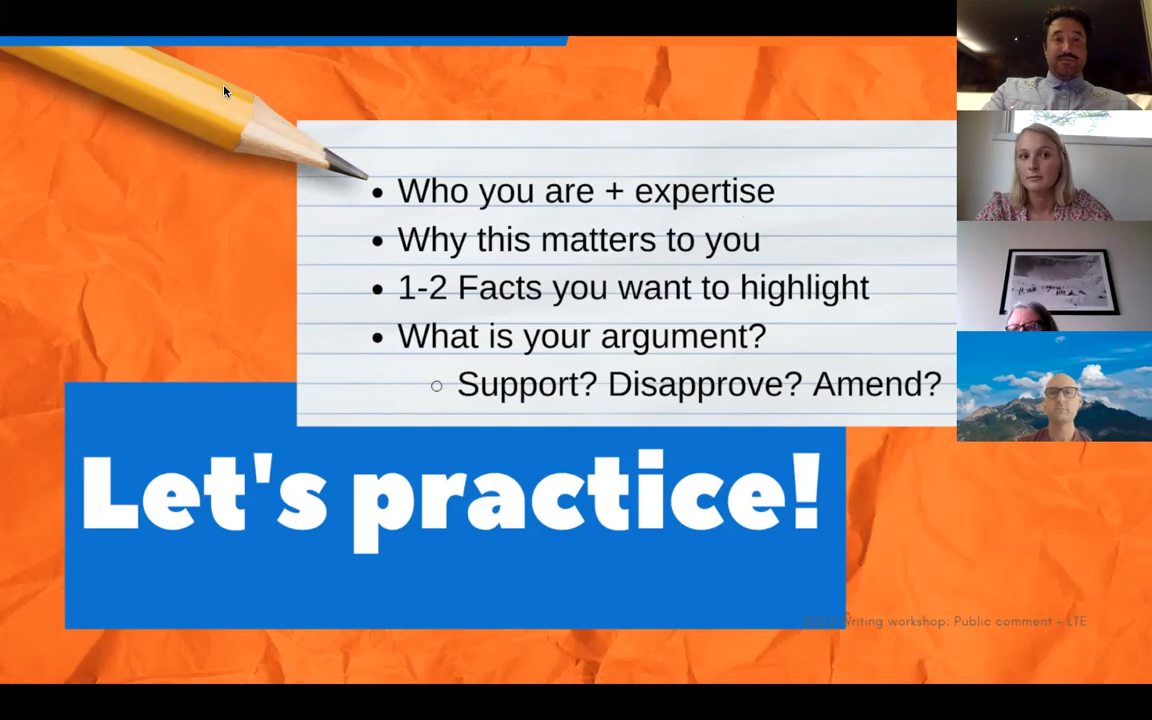 Who you are + expertise
Why this matters to you
1-2 Facts you want to highlight
What is your argument?
Support? Disapprove? Amend?
Let's practice!
Writing workshop: Public comment + LTE